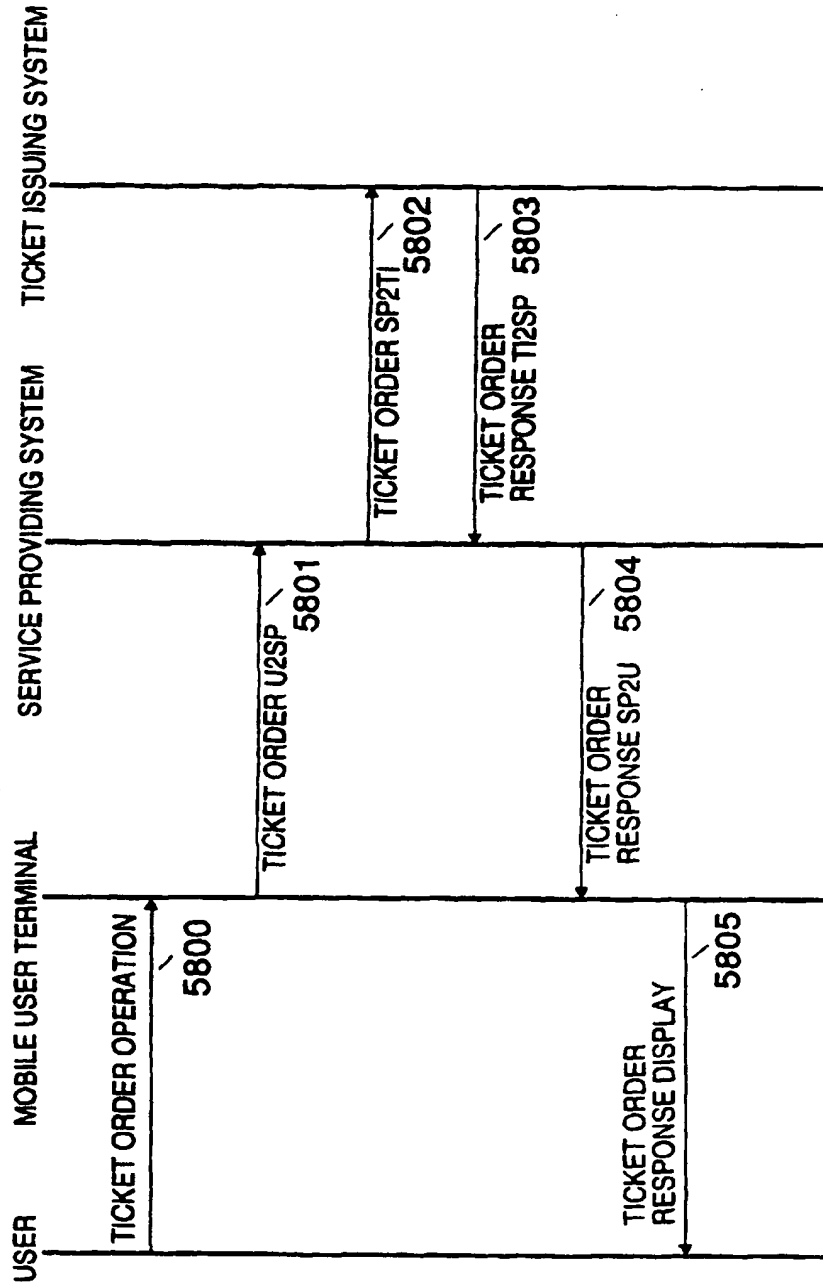 USER
MOBILE USER TERMINAL
SERVICE PROVIDING SYSTEM
TICKET ISSUING SYSTEM
TICKET ORDER OPERATION
5800
TICKET ORDER U2SP
5801
TICKET ORDER SP2TI
5802
TICKET ORDER
RESPONSE TI2SP
5803
TICKET ORDER
RESPONSE SP2U
5804
TICKET ORDER
RESPONSE DISPLAY
5805